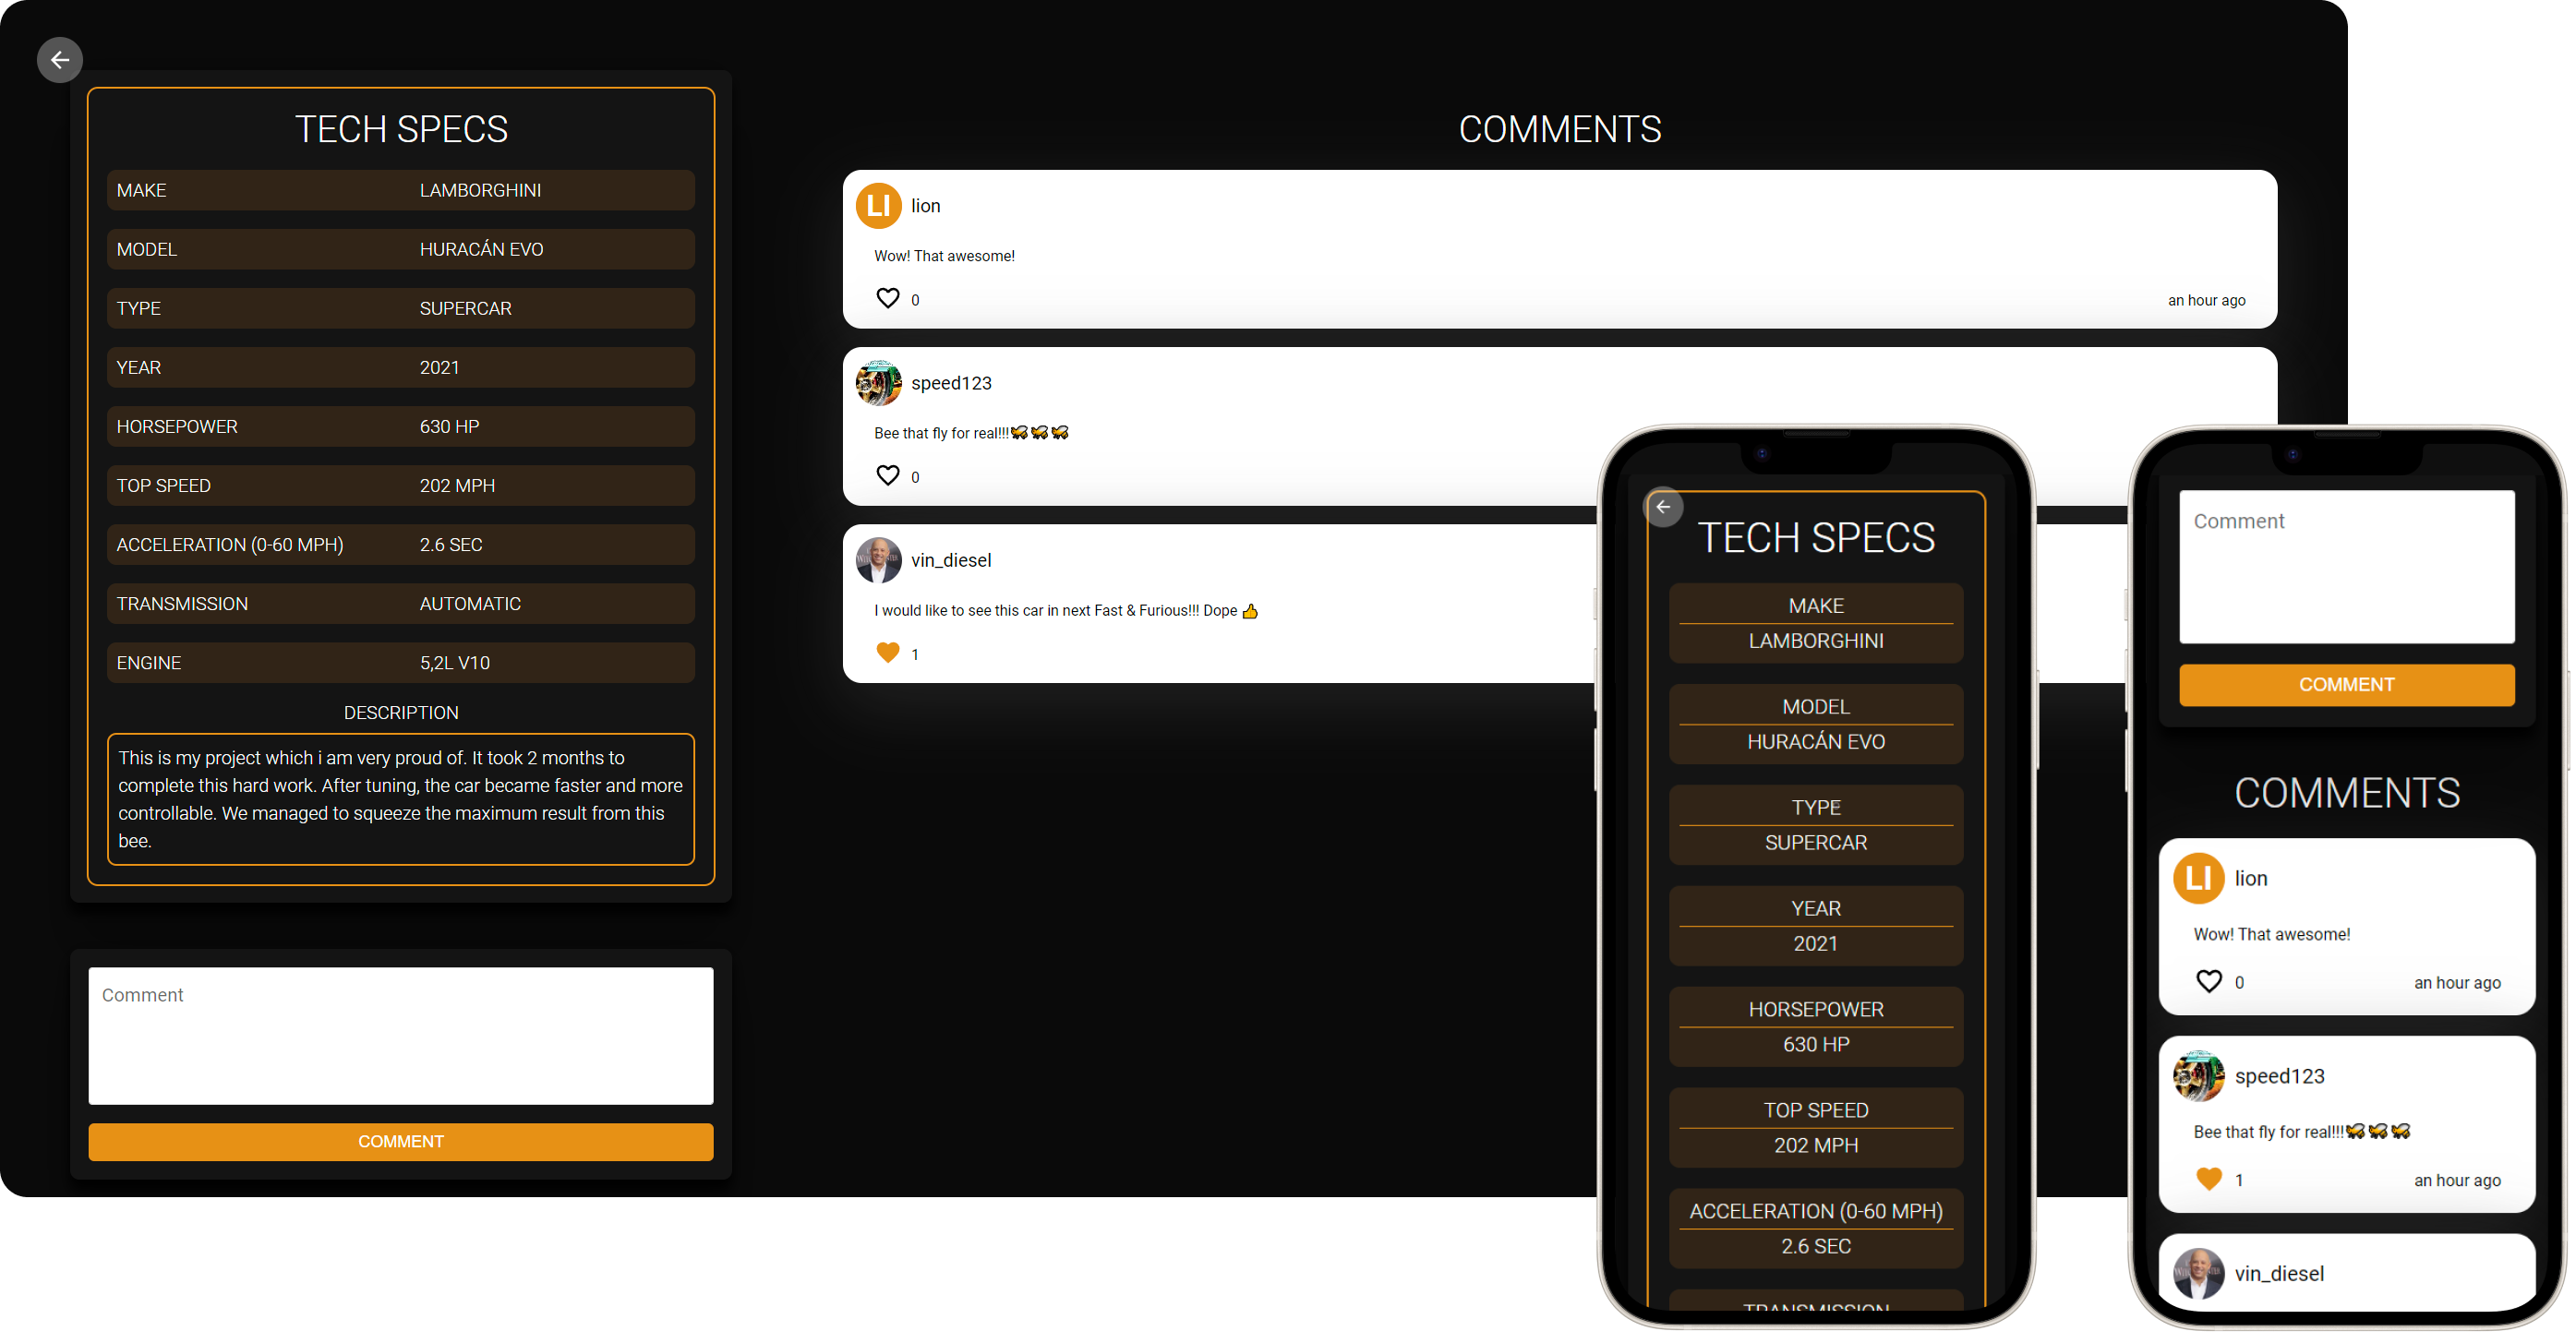 TECH SPECS
MAKE LAMBORGHINI
MODEL HURACÁN EVO
TYPE SUPERCAR
YEAR 2021
HORSEPOWER 630 HP
TOP SPEED 202 MPH
ACCELERATION (0-60 MPH) 2.6 SEC
TRANSMISSION AUTOMATIC
ENGINE 5,2L V10
DESCRIPTION
This is my project which i am very proud of. It took 2 months to
complete this hard work. After tuning, the car became faster and more
controllable. We managed to squeeze the maximum result from this
bee.
Comment
COMMENT
COMMENTS
LI lion
Wow! That awesome!
0 an hour ago
speed123
Bee that fly for real!!!🐝🐝🐝
0
vin_diesel
I would like to see this car in next Fast & Furious!!! Dope 👍
1
TECH SPECS
MAKE
LAMBORGHINI
MODEL
HURACÁN EVO
TYPE
SUPERCAR
YEAR
2021
HORSEPOWER
630 HP
TOP SPEED
202 MPH
ACCELERATION (0-60 MPH)
2.6 SEC
TRANSMISSION
Comment
COMMENT
COMMENTS
LI lion
Wow! That awesome!
0 an hour ago
speed123
Bee that fly for real!!!🐝🐝🐝
1 an hour ago
vin_diesel